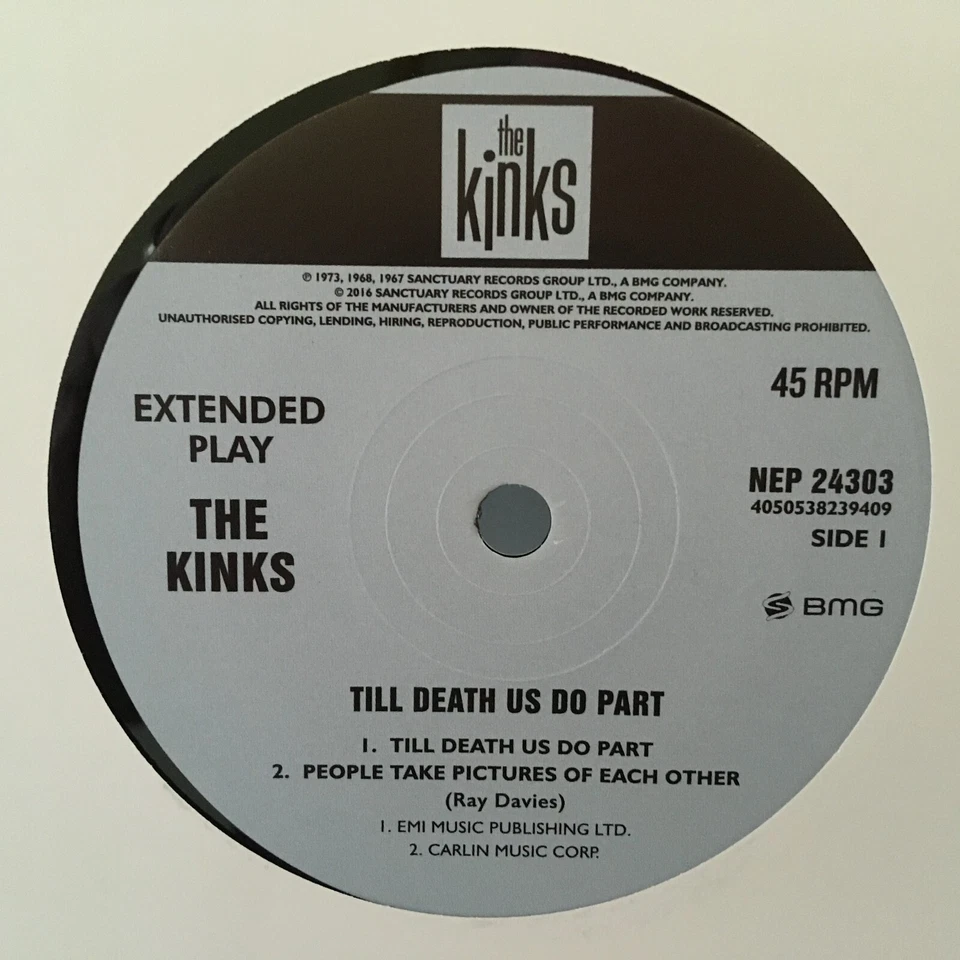 the
kinks
℗ 1973, 1968, 1967 SANCTUARY RECORDS GROUP LTD., A BMG COMPANY.
© 2016 SANCTUARY RECORDS GROUP LTD., A BMG COMPANY.
ALL RIGHTS OF THE MANUFACTURERS AND OWNER OF THE RECORDED WORK RESERVED.
UNAUTHORISED COPYING, LENDING, HIRING, REPRODUCTION, PUBLIC PERFORMANCE AND BROADCASTING PROHIBITED.
45 RPM
EXTENDED
PLAY
THE
KINKS
NEP 24303
4050538239409
SIDE 1
S BMG
TILL DEATH US DO PART
1. TILL DEATH US DO PART
2. PEOPLE TAKE PICTURES OF EACH OTHER
(Ray Davies)
1. EMI MUSIC PUBLISHING LTD.
2. CARLIN MUSIC CORP.